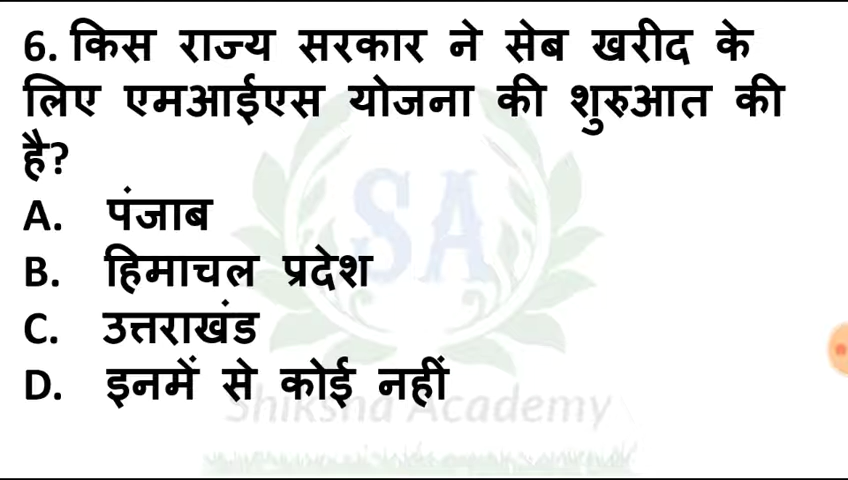 6. किस राज्य सरकार ने सेब खरीद के
लिए एमआईएस योजना की शुरुआत की
है?
A. पंजाब
B. हिमाचल प्रदेश
C. उत्तराखंड
D. इनमें से कोई नहीं
SA
Shiksha Academy